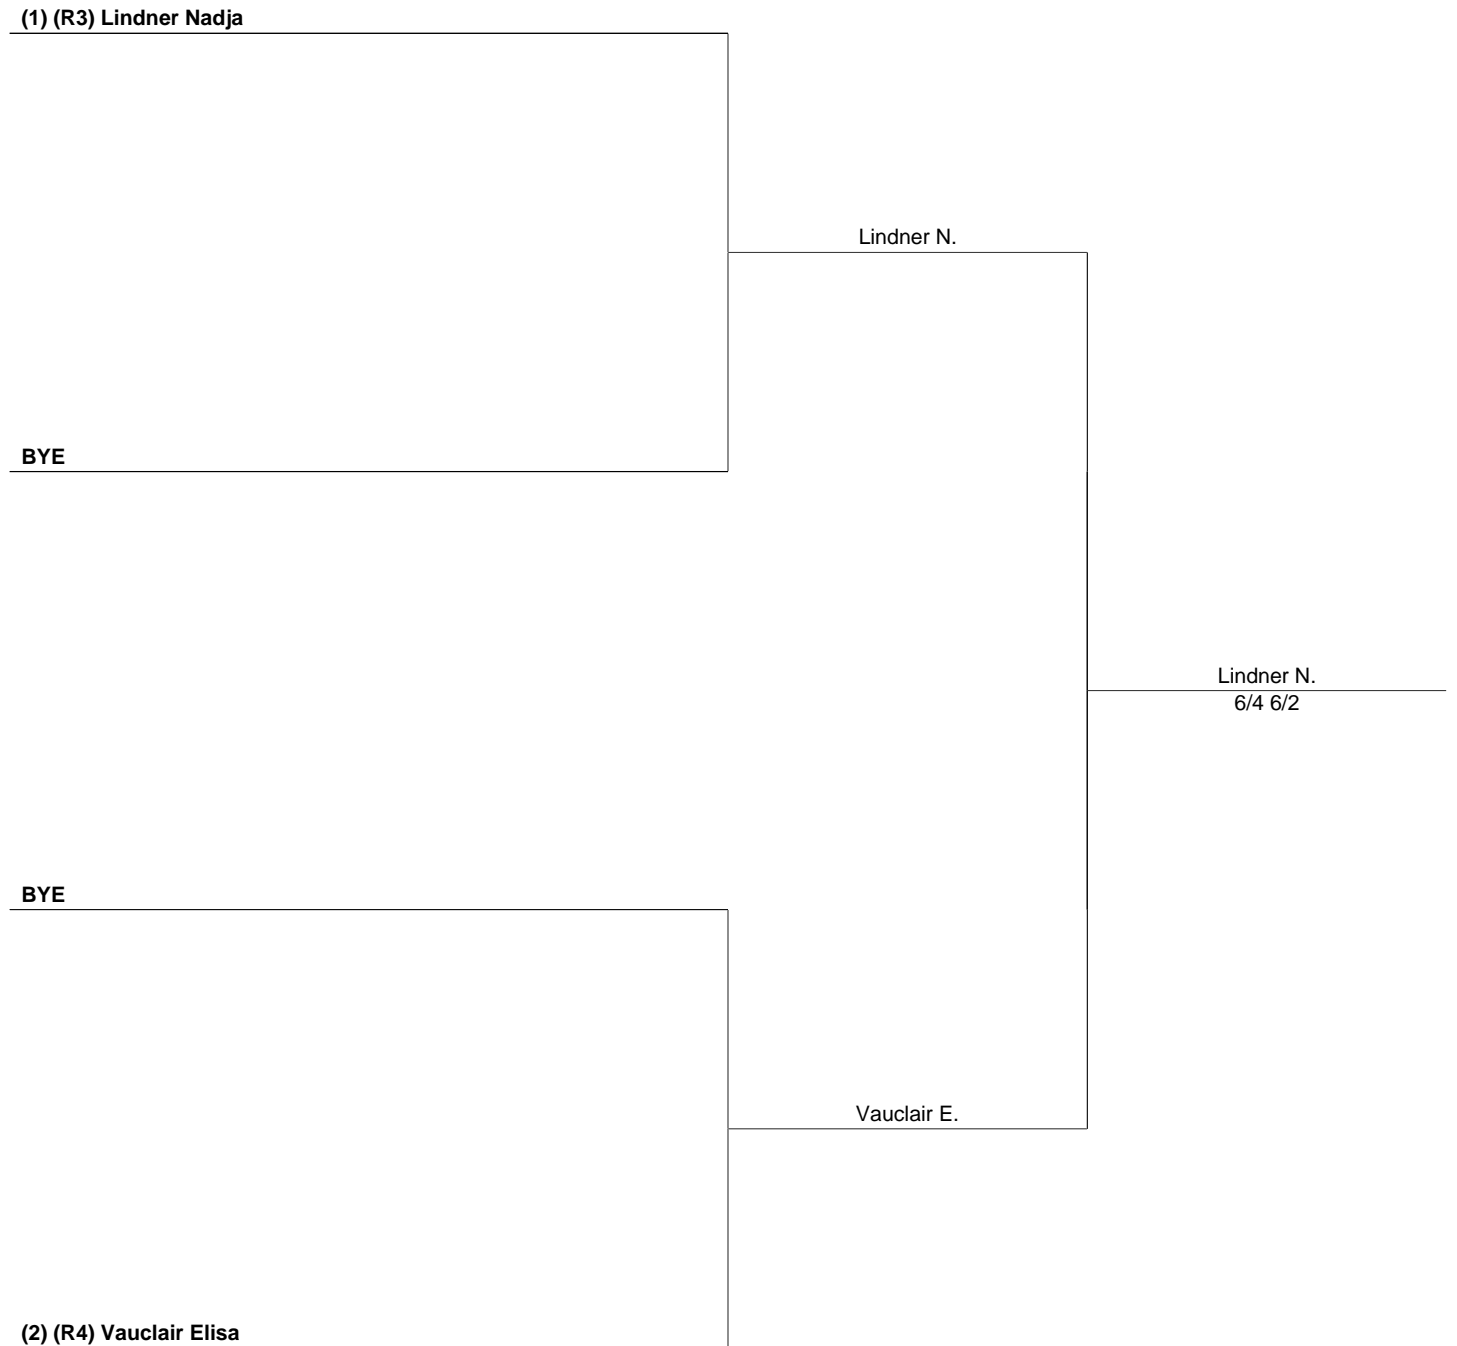 (1) (R3) Lindner Nadja
Lindner N.
BYE
Lindner N.
6/4 6/2
BYE
Vauclair E.
(2) (R4) Vauclair Elisa